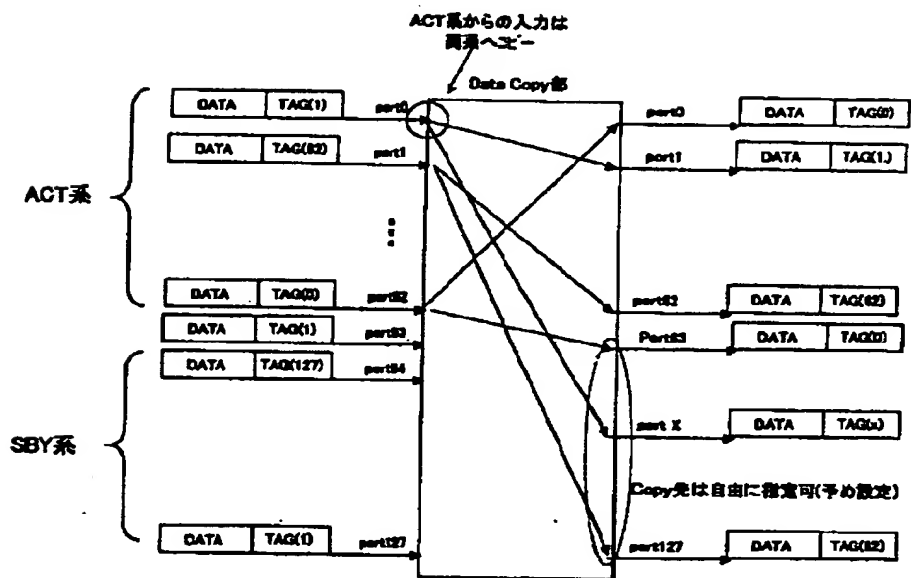 ACT系からの入力は
両系へコピー
Data Copy部
DATA TAG(1) port0
DATA TAG(62) port1
ACT系
DATA TAG(0) port62
DATA TAG(1) port63
DATA TAG(127) port64
SBY系
DATA TAG(1) port127
port0 DATA TAG(0)
port1 DATA TAG(1)
port62 DATA TAG(62)
Port63 DATA TAG(0)
port X DATA TAG(x)
Copy先は自由に指定可(予め設定)
port127 DATA TAG(62)